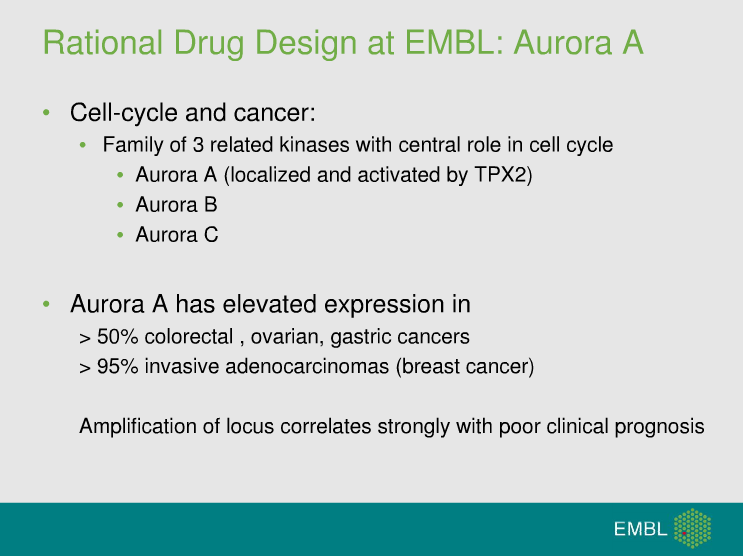 Rational Drug Design at EMBL: Aurora A
• Cell-cycle and cancer:
• Family of 3 related kinases with central role in cell cycle
• Aurora A (localized and activated by TPX2)
• Aurora B
• Aurora C
• Aurora A has elevated expression in
> 50% colorectal , ovarian, gastric cancers
> 95% invasive adenocarcinomas (breast cancer)
Amplification of locus correlates strongly with poor clinical prognosis
EMBL